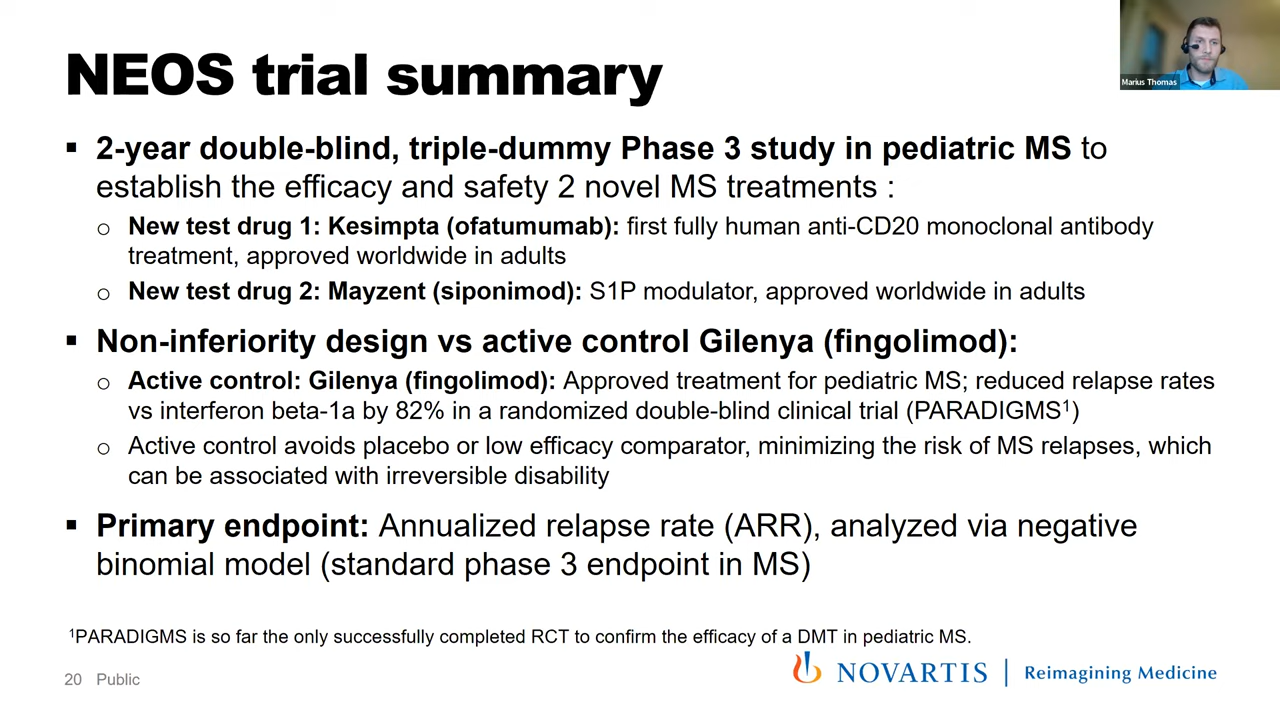 NEOS trial summary
Marius Thomas
▪ 2-year double-blind, triple-dummy Phase 3 study in pediatric MS to
establish the efficacy and safety 2 novel MS treatments :
o New test drug 1: Kesimpta (ofatumumab): first fully human anti-CD20 monoclonal antibody
treatment, approved worldwide in adults
o New test drug 2: Mayzent (siponimod): S1P modulator, approved worldwide in adults
▪ Non-inferiority design vs active control Gilenya (fingolimod):
o Active control: Gilenya (fingolimod): Approved treatment for pediatric MS; reduced relapse rates
vs interferon beta-1a by 82% in a randomized double-blind clinical trial (PARADIGMS¹)
o Active control avoids placebo or low efficacy comparator, minimizing the risk of MS relapses, which
can be associated with irreversible disability
▪ Primary endpoint: Annualized relapse rate (ARR), analyzed via negative
binomial model (standard phase 3 endpoint in MS)
¹PARADIGMS is so far the only successfully completed RCT to confirm the efficacy of a DMT in pediatric MS.
20 Public
NOVARTIS | Reimagining Medicine